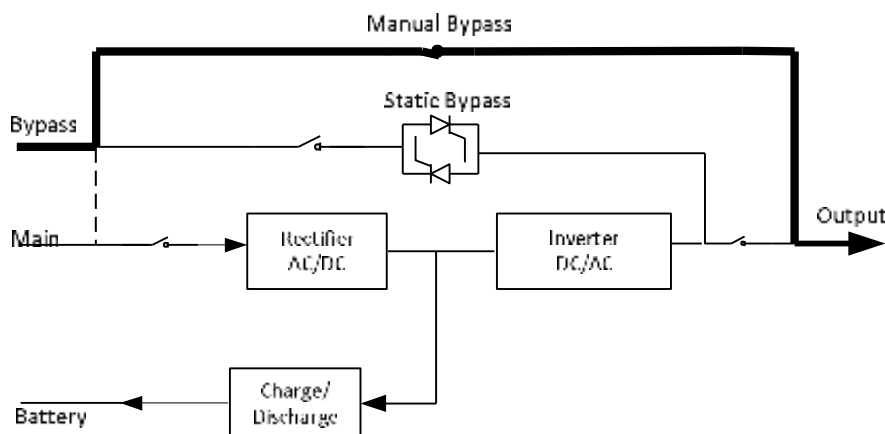 Manual Bypass
Static Bypass
Bypass
Output
Main
Rectifier
AC/DC
Inverter
DC/AC
Charge/
Discharge
Battery